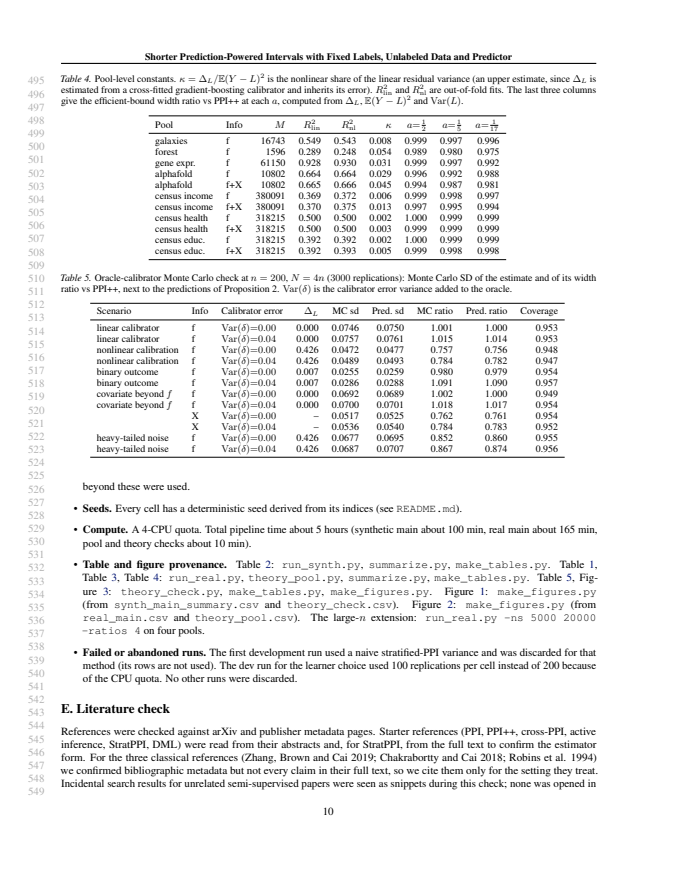 Shorter Prediction-Powered Intervals with Fixed Labels, Unlabeled Data and Predictor
495 Table 4. Pool-level constants. κ = Δ_L/𝔼(Y − L)² is the nonlinear share of the linear residual variance (an upper estimate, since Δ_L is
496 estimated from a cross-fitted gradient-boosting calibrator and inherits its error). R²_lin and R²_nl are out-of-fold fits. The last three columns
497 give the efficient-bound width ratio vs PPI++ at each a, computed from Δ_L, 𝔼(Y − L)² and Var(L).
498
499 Pool Info M R²_lin R²_nl κ a=1/2 a=1/5 a=1/17
500 galaxies f 16743 0.549 0.543 0.008 0.999 0.997 0.996
501 forest f 1596 0.289 0.248 0.054 0.989 0.980 0.975
502 gene expr. f 61150 0.928 0.930 0.031 0.999 0.997 0.992
503 alphafold f 10802 0.664 0.664 0.029 0.996 0.992 0.988
504 alphafold f+X 10802 0.665 0.666 0.045 0.994 0.987 0.981
505 census income f 380091 0.369 0.372 0.006 0.999 0.998 0.997
census income f+X 380091 0.370 0.375 0.013 0.997 0.995 0.994
506 census health f 318215 0.500 0.500 0.002 1.000 0.999 0.999
507 census health f+X 318215 0.500 0.500 0.003 0.999 0.999 0.999
508 census educ. f 318215 0.392 0.392 0.002 1.000 0.999 0.999
census educ. f+X 318215 0.392 0.393 0.005 0.999 0.998 0.998
509
510 Table 5. Oracle-calibrator Monte Carlo check at n = 200, N = 4n (3000 replications): Monte Carlo SD of the estimate and of its width
511 ratio vs PPI++, next to the predictions of Proposition 2. Var(δ) is the calibrator error variance added to the oracle.
512
513 Scenario Info Calibrator error Δ_L MC sd Pred. sd MC ratio Pred. ratio Coverage
514 linear calibrator f Var(δ)=0.00 0.000 0.0746 0.0750 1.001 1.000 0.953
515 linear calibrator f Var(δ)=0.04 0.000 0.0757 0.0761 1.015 1.014 0.953
516 nonlinear calibration f Var(δ)=0.00 0.426 0.0472 0.0477 0.757 0.756 0.948
517 nonlinear calibration f Var(δ)=0.04 0.426 0.0489 0.0493 0.784 0.782 0.947
518 binary outcome f Var(δ)=0.00 0.007 0.0255 0.0259 0.980 0.979 0.954
519 binary outcome f Var(δ)=0.04 0.007 0.0286 0.0288 1.091 1.090 0.957
covariate beyond f f Var(δ)=0.00 0.000 0.0692 0.0689 1.002 1.000 0.949
520 covariate beyond f f Var(δ)=0.04 0.000 0.0700 0.0701 1.018 1.017 0.954
521 X Var(δ)=0.00 – 0.0517 0.0525 0.762 0.761 0.954
522 X Var(δ)=0.04 – 0.0536 0.0540 0.784 0.783 0.952
523 heavy-tailed noise f Var(δ)=0.00 0.426 0.0677 0.0695 0.852 0.860 0.955
heavy-tailed noise f Var(δ)=0.04 0.426 0.0687 0.0707 0.867 0.874 0.956
524
525
526 beyond these were used.
527 • Seeds. Every cell has a deterministic seed derived from its indices (see README.md).
528
529 • Compute. A 4-CPU quota. Total pipeline time about 5 hours (synthetic main about 100 min, real main about 165 min,
530 pool and theory checks about 10 min).
531
532 • Table and figure provenance. Table 2: run_synth.py, summarize.py, make_tables.py. Table 1,
533 Table 3, Table 4: run_real.py, theory_pool.py, summarize.py, make_tables.py. Table 5, Fig-
534 ure 3: theory_check.py, make_tables.py, make_figures.py. Figure 1: make_figures.py
535 (from synth_main_summary.csv and theory_check.csv). Figure 2: make_figures.py (from
536 real_main.csv and theory_pool.csv). The large-n extension: run_real.py -ns 5000 20000
537 -ratios 4 on four pools.
538
539 • Failed or abandoned runs. The first development run used a naive stratified-PPI variance and was discarded for that
540 method (its rows are not used). The dev run for the learner choice used 100 replications per cell instead of 200 because
541 of the CPU quota. No other runs were discarded.
542
543 E. Literature check
544
545 References were checked against arXiv and publisher metadata pages. Starter references (PPI, PPI++, cross-PPI, active
546 inference, StratPPI, DML) were read from their abstracts and, for StratPPI, from the full text to confirm the estimator
547 form. For the three classical references (Zhang, Brown and Cai 2019; Chakrabortty and Cai 2018; Robins et al. 1994)
548 we confirmed bibliographic metadata but not every claim in their full text, so we cite them only for the setting they treat.
549 Incidental search results for unrelated semi-supervised papers were seen as snippets during this check; none was opened in
10